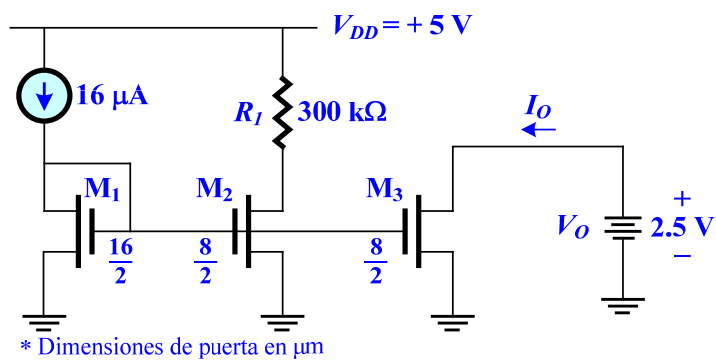 V_DD = + 5 V
16 µA
R_1 300 kΩ
I_O
M_1
M_2
M_3
16/2
8/2
8/2
V_O
+
2.5 V
−
* Dimensiones de puerta en µm